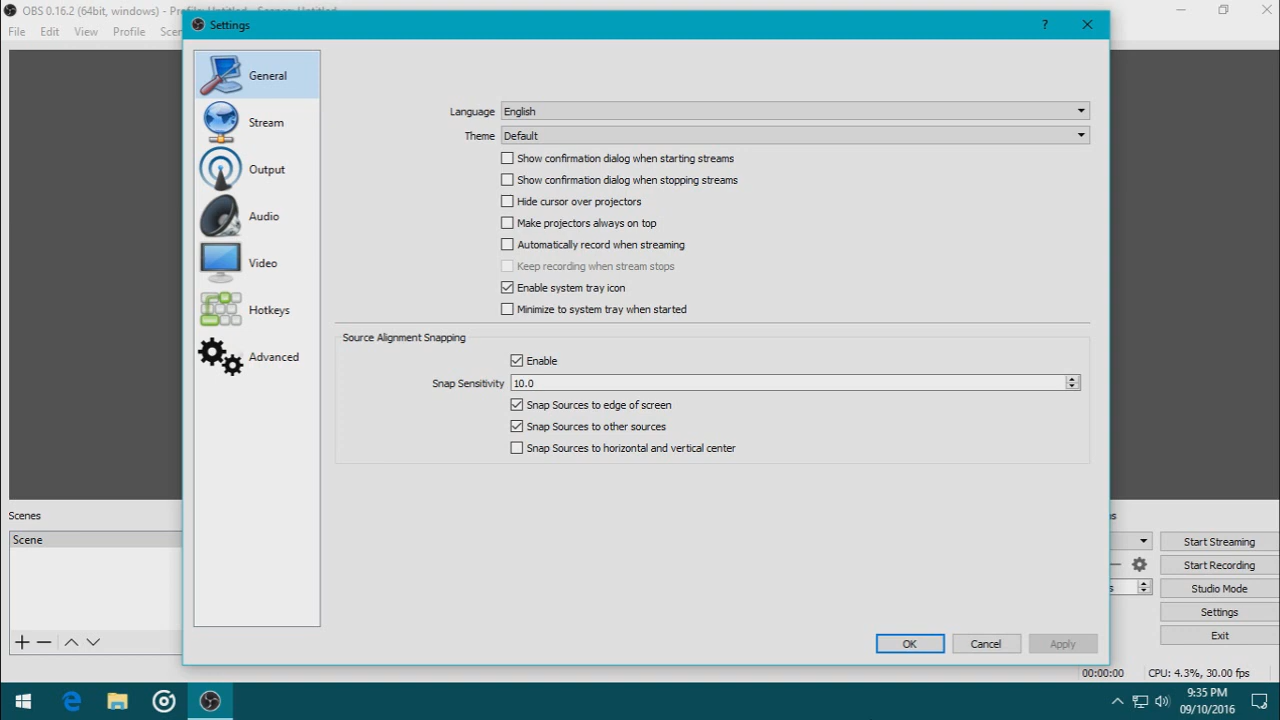 OBS 0.16.2 (64bit, windows) - Profile: Untitled - Scenes: Untitled
File Edit View Profile
Settings
?
General
Stream
Output
Audio
Video
Hotkeys
Advanced
Language English
Theme Default
Show confirmation dialog when starting streams
Show confirmation dialog when stopping streams
Hide cursor over projectors
Make projectors always on top
Automatically record when streaming
Keep recording when stream stops
Enable system tray icon
Minimize to system tray when started
Source Alignment Snapping
Enable
Snap Sensitivity 10.0
Snap Sources to edge of screen
Snap Sources to other sources
Snap Sources to horizontal and vertical center
OK Cancel Apply
Scenes
Scene
Start Streaming
Start Recording
Studio Mode
Settings
Exit
00:00:00 CPU: 4.3%, 30.00 fps
9:35 PM
09/10/2016